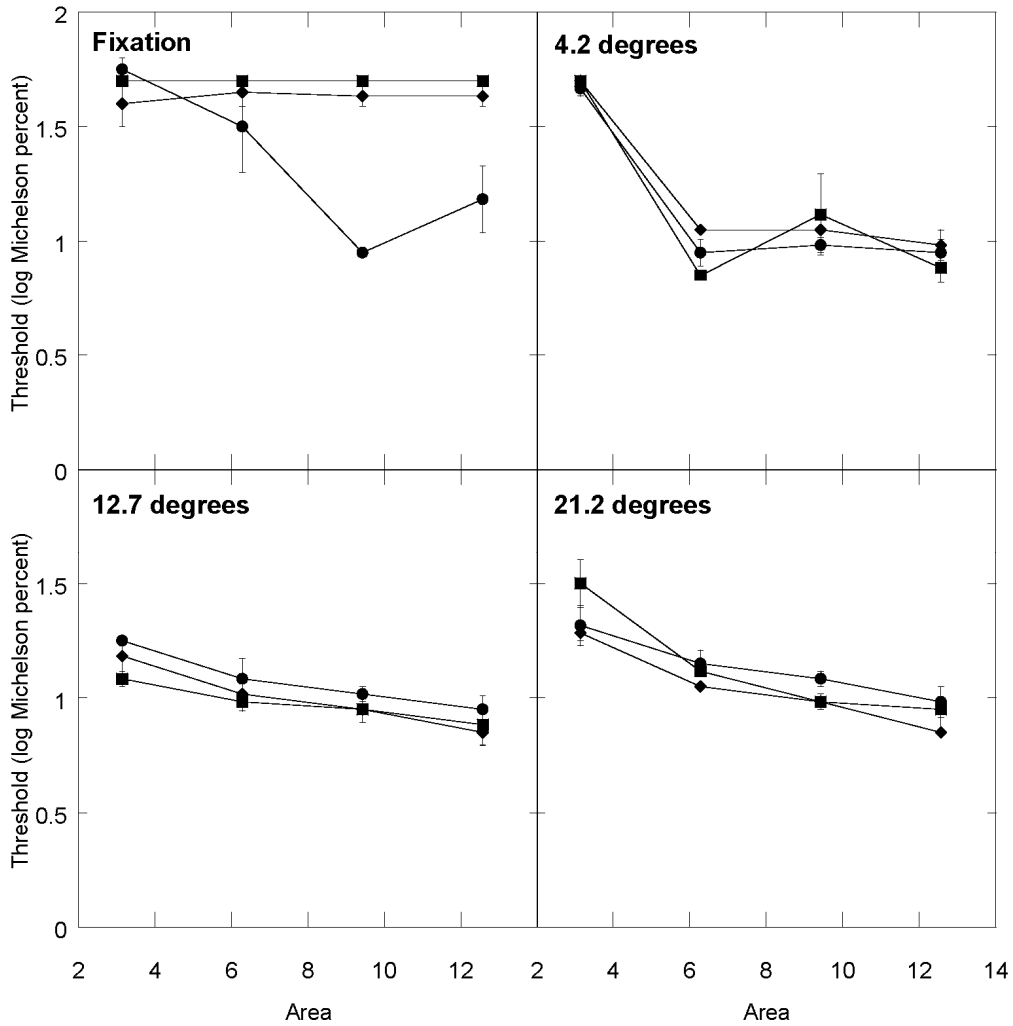 Fixation
4.2 degrees
Threshold (log Michelson percent)
2
1.5
1
0.5
0
12.7 degrees
21.2 degrees
Threshold (log Michelson percent)
1.5
1
0.5
0
2 4 6 8 10 12 2 4 6 8 10 12 14
Area
Area